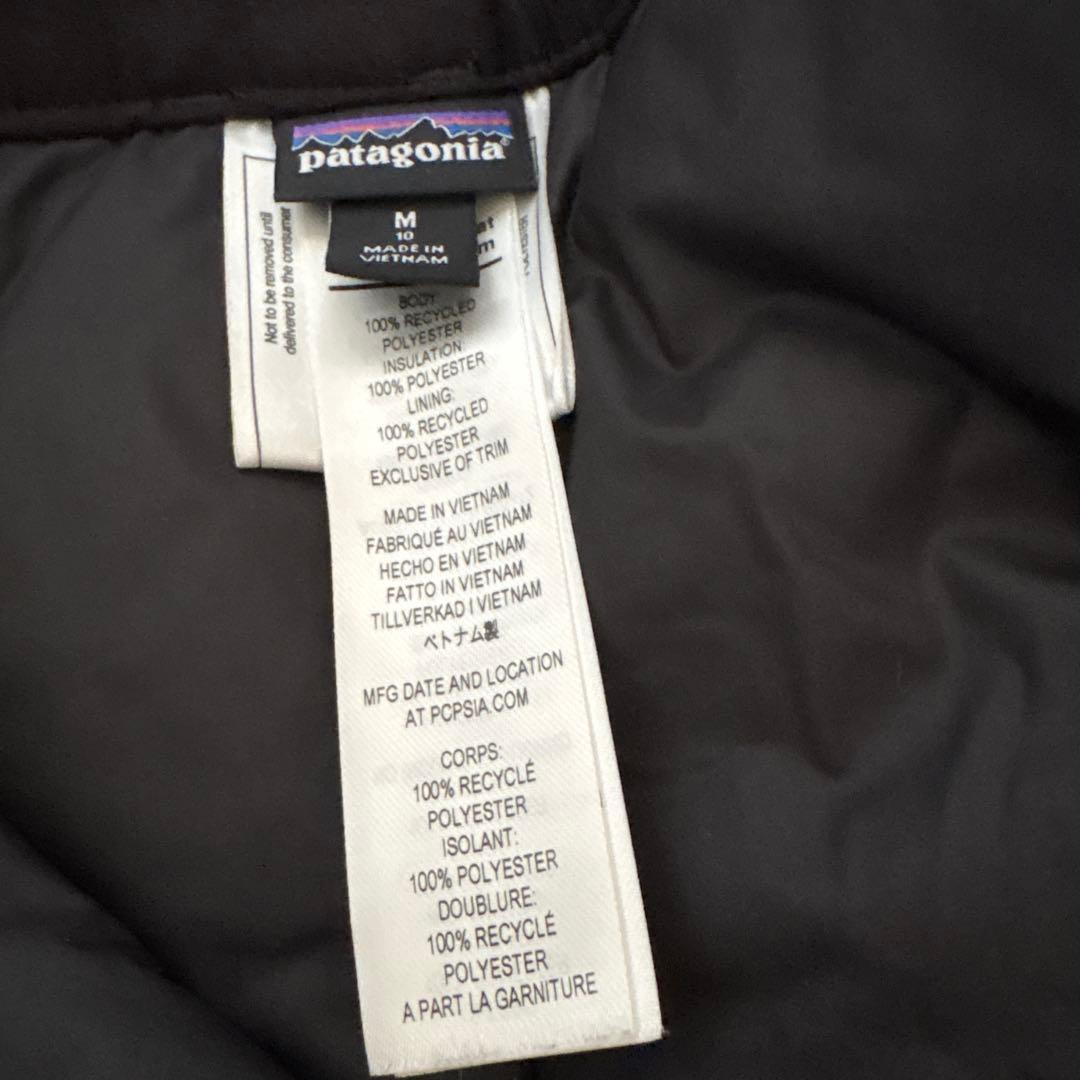 patagonia®
M
10
MADE IN
VIETNAM
Not to be removed until
delivered to the consumer
BODY
100% RECYCLED
POLYESTER
INSULATION:
100% POLYESTER
LINING:
100% RECYCLED
POLYESTER
EXCLUSIVE OF TRIM
MADE IN VIETNAM
FABRIQUÉ AU VIETNAM
HECHO EN VIETNAM
FATTO IN VIETNAM
TILLVERKAD I VIETNAM
ベトナム製
MFG DATE AND LOCATION
AT PCPSIA.COM
CORPS:
100% RECYCLÉ
POLYESTER
ISOLANT:
100% POLYESTER
DOUBLURE:
100% RECYCLÉ
POLYESTER
A PART LA GARNITURE